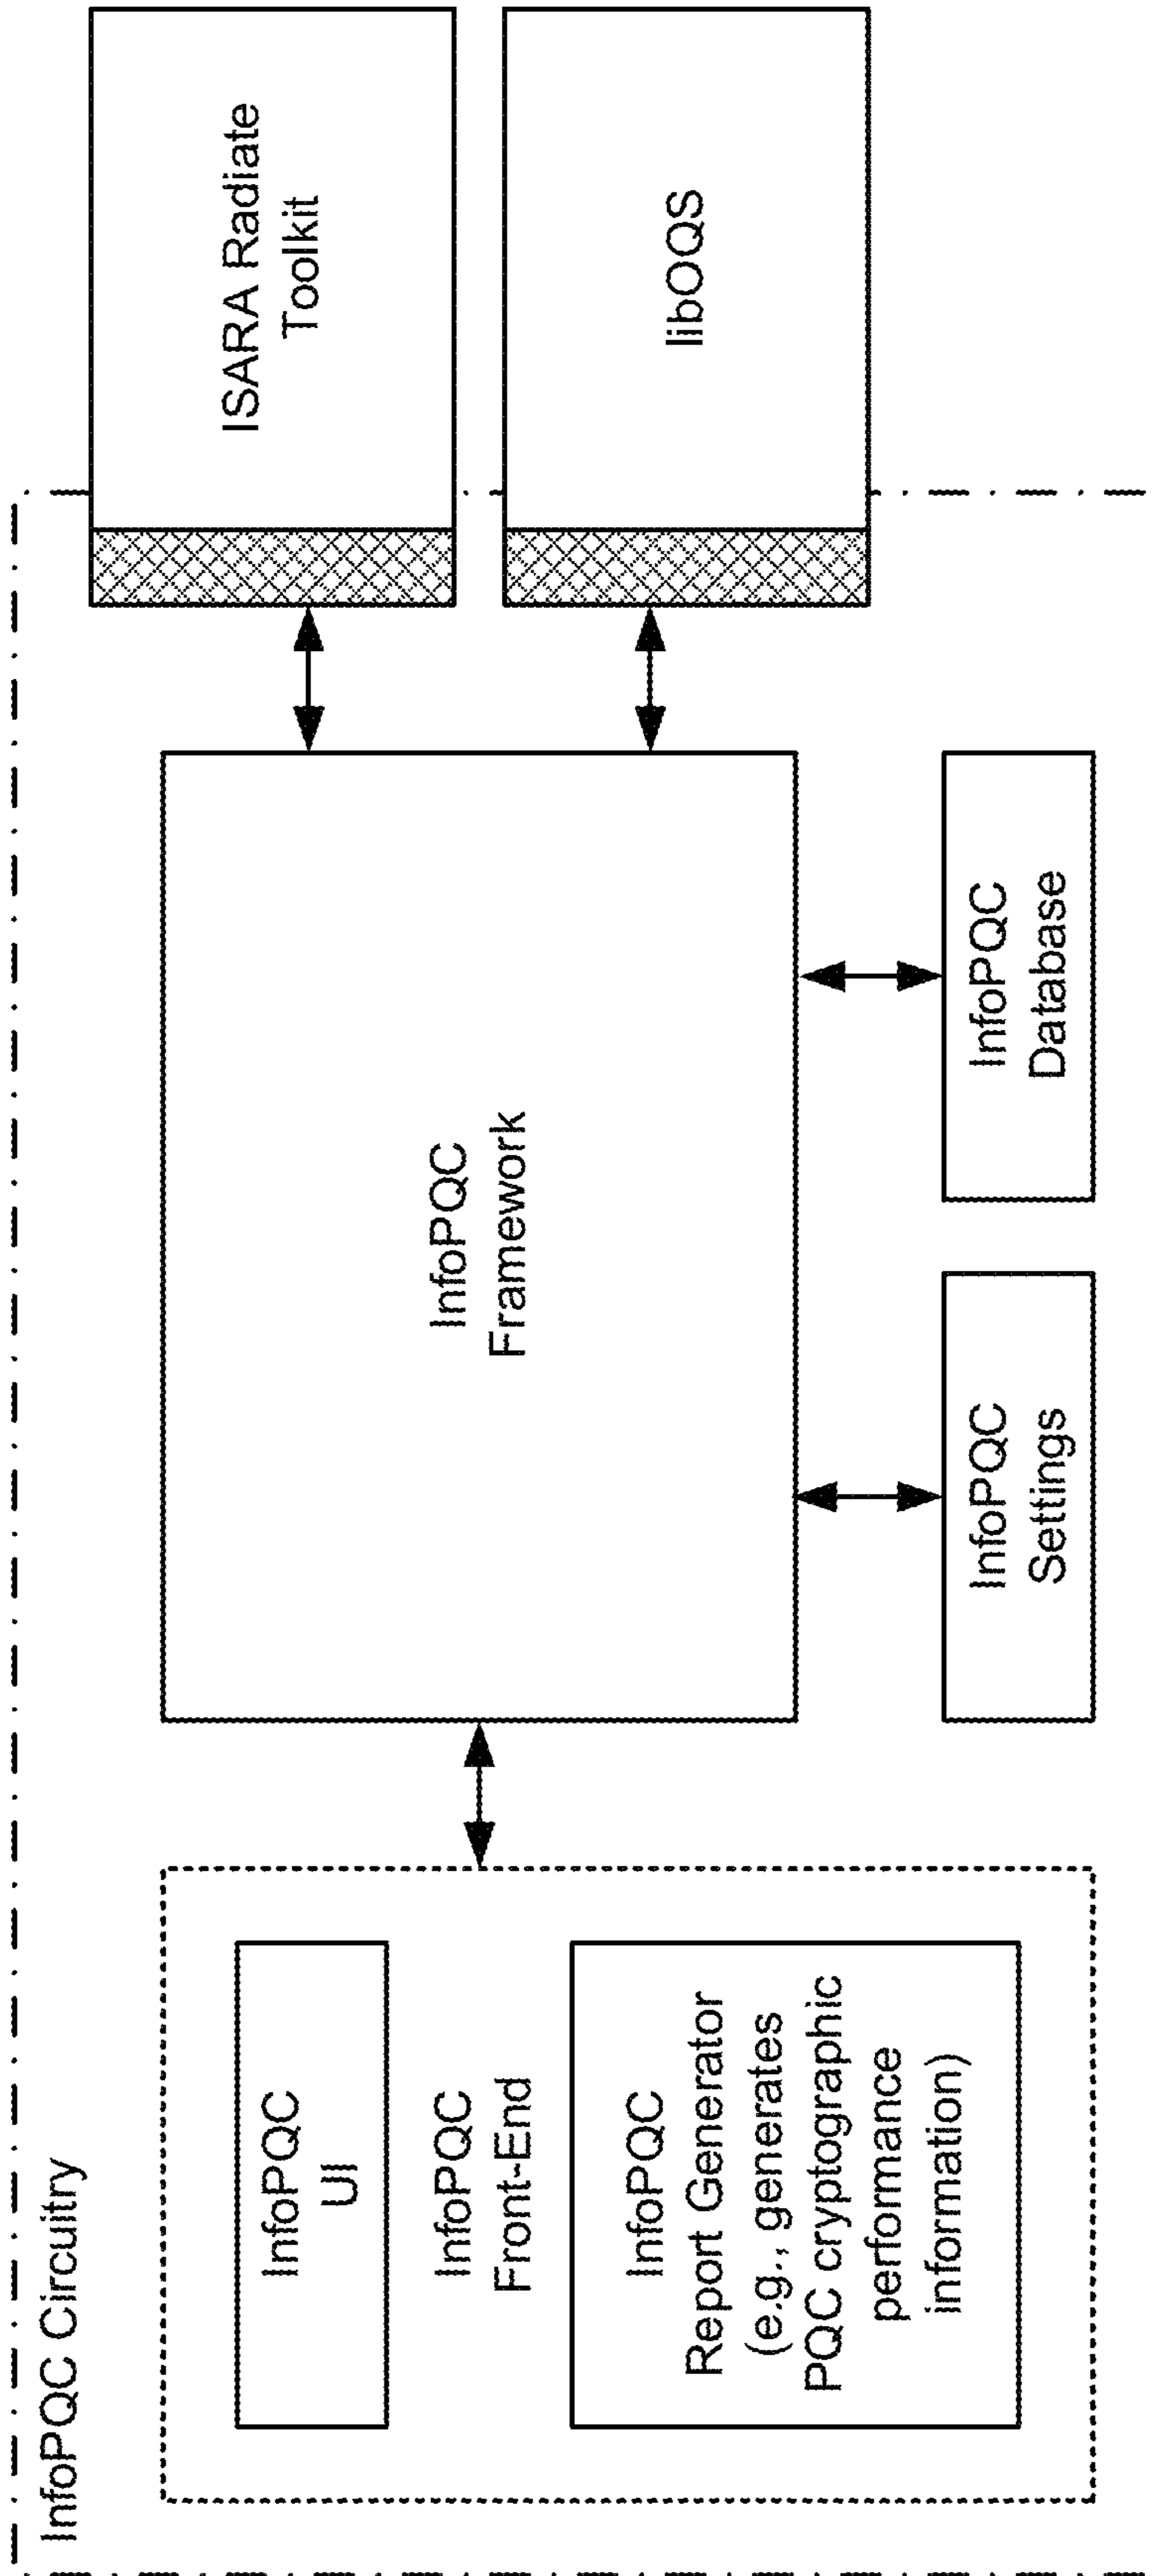 InfoPQC Circuitry
InfoPQC
UI
InfoPQC
Front-End
InfoPQC
Report Generator
(e.g., generates
PQC cryptographic
performance
information)
InfoPQC
Framework
InfoPQC
Settings
InfoPQC
Database
ISARA Radiate
Toolkit
libOQS